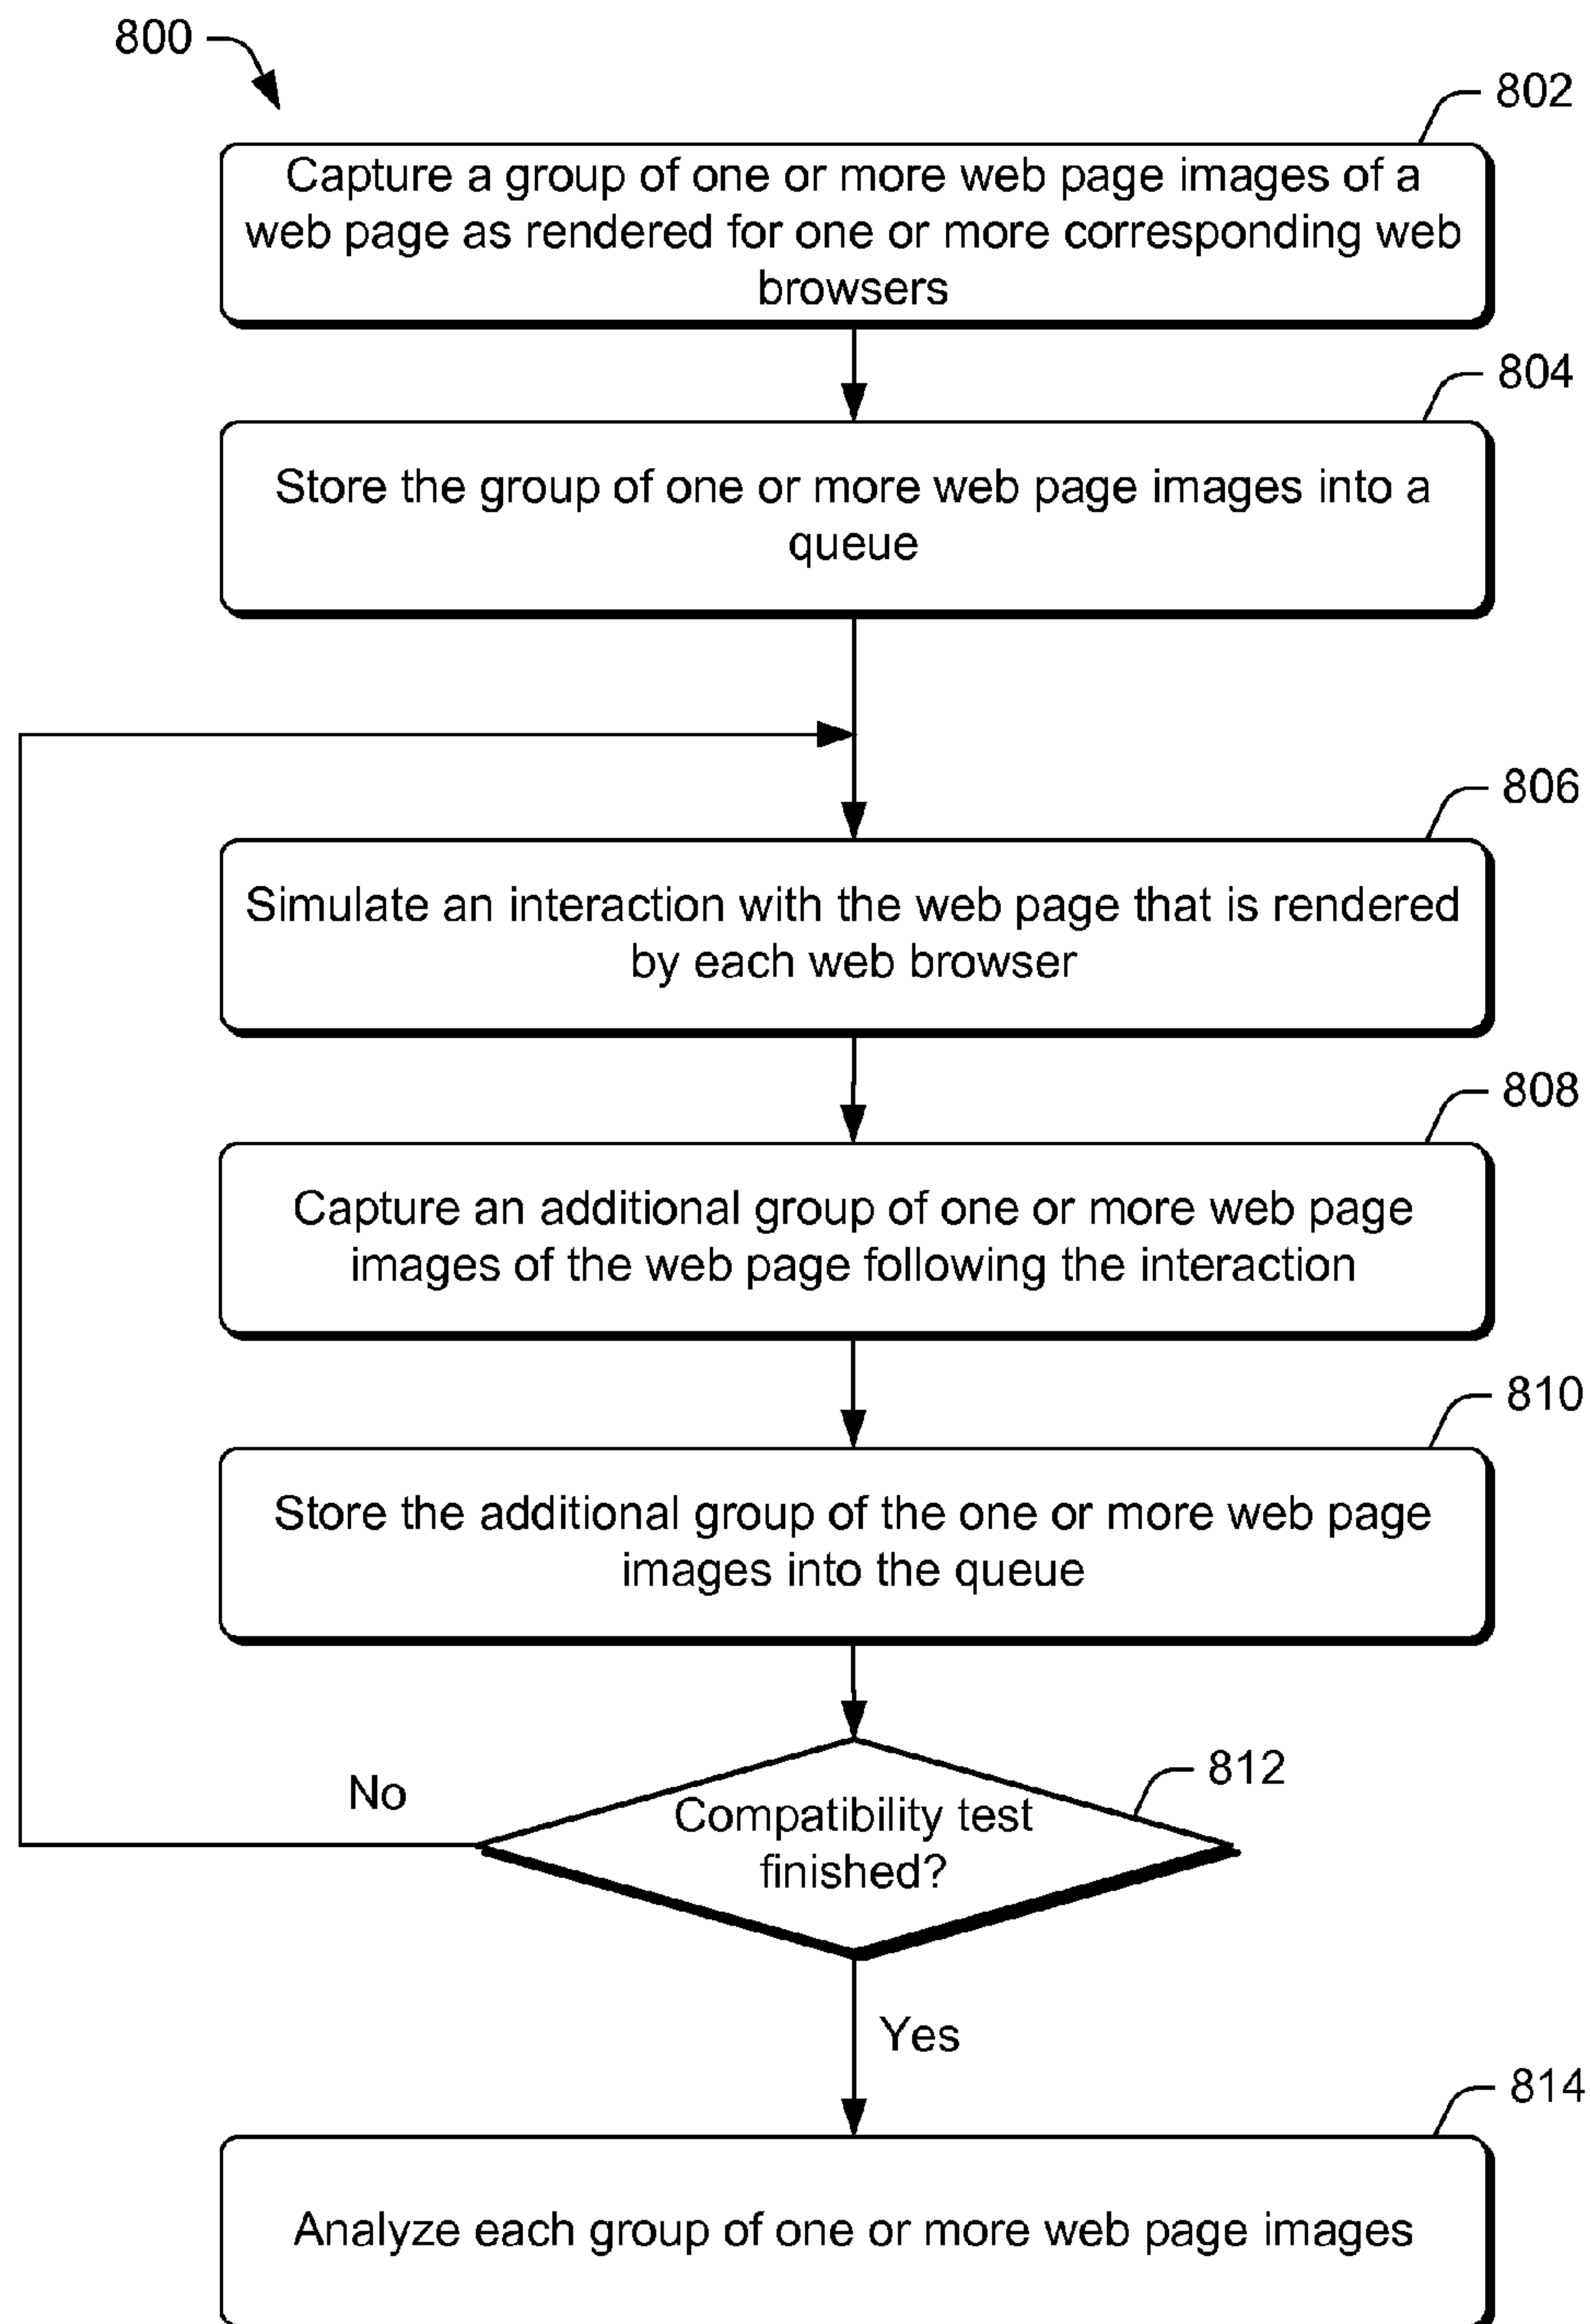 800
802
Capture a group of one or more web page images of a
web page as rendered for one or more corresponding web
browsers
804
Store the group of one or more web page images into a
queue
806
Simulate an interaction with the web page that is rendered
by each web browser
808
Capture an additional group of one or more web page
images of the web page following the interaction
810
Store the additional group of the one or more web page
images into the queue
812
No
Compatibility test
finished?
Yes
814
Analyze each group of one or more web page images